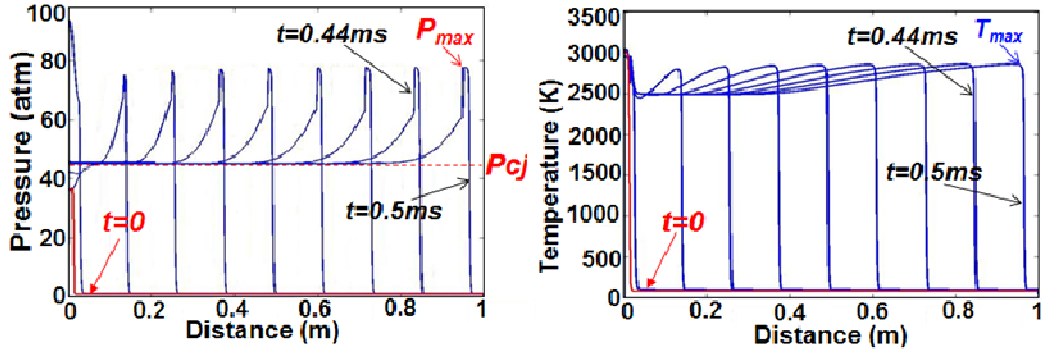 100
80
60
40
20
0
Pressure (atm)
t=0.44ms
Pmax
Pcj
t=0.5ms
t=0
0 0.2 0.4 0.6 0.8 1
Distance (m)
3500
3000
2500
2000
1500
1000
500
0
Temperature (K)
t=0.44ms
Tmax
t=0.5ms
t=0
0 0.2 0.4 0.6 0.8 1
Distance (m)